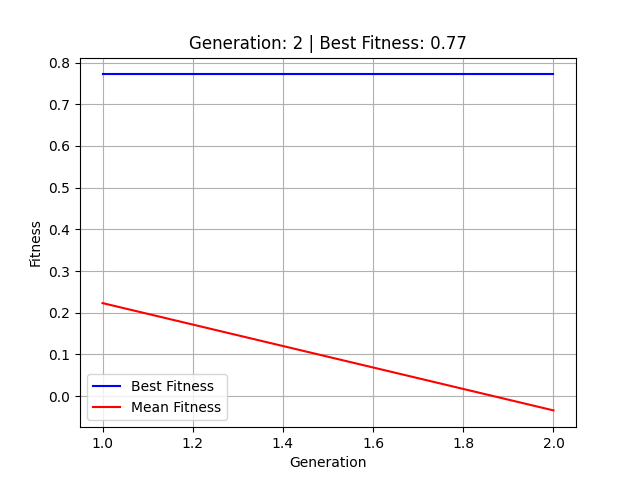 Generation: 2 | Best Fitness: 0.77
0.8
0.7
0.6
0.5
0.4
0.3
0.2
0.1
0.0
Fitness
Best Fitness
Mean Fitness
1.0 1.2 1.4 1.6 1.8 2.0
Generation